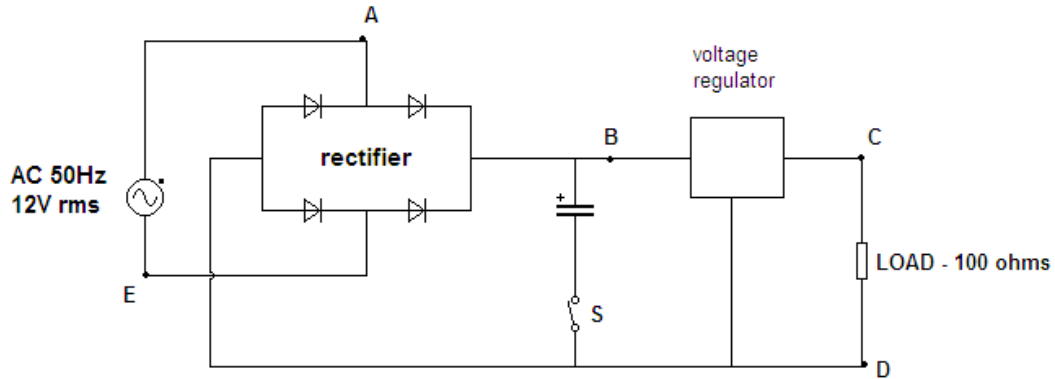 A
voltage
regulator
B
C
rectifier
AC 50Hz
12V rms
+
LOAD - 100 ohms
E
S
D